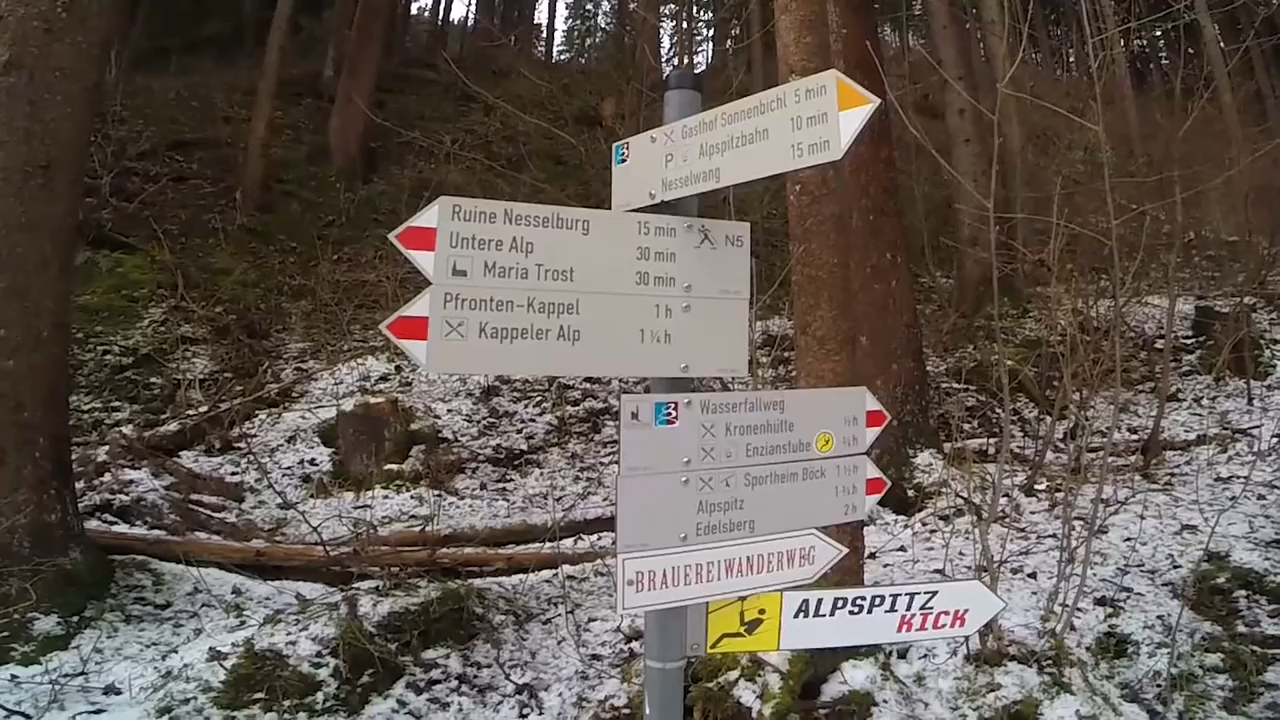 Gasthof Sonnenbichl 5 min
P Alpspitzbahn 10 min
Nesselwang 15 min
Ruine Nesselburg 15 min N5
Untere Alp 30 min
Maria Trost 30 min
Pfronten-Kappel 1 h
Kappeler Alp 1 ¼ h
Wasserfallweg
Kronenhütte ½ h
Enzianstube ¾ h
Sportheim Böck 1 ½ h
Alpspitz 1 ¾ h
Edelsberg 2 h
BRAUEREIWANDERWEG
ALPSPITZ
KICK